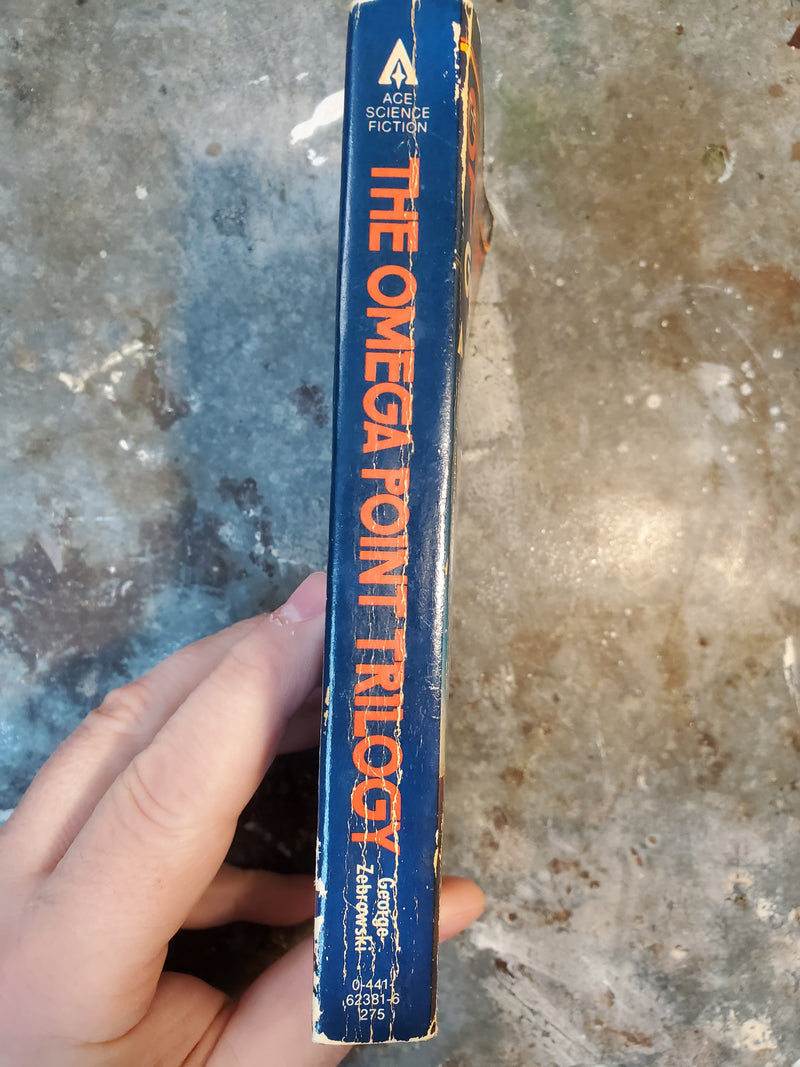 ACE
SCIENCE
FICTION
THE OMEGA POINT TRILOGY
George
Zebrowski
0-441-
62381-6
275